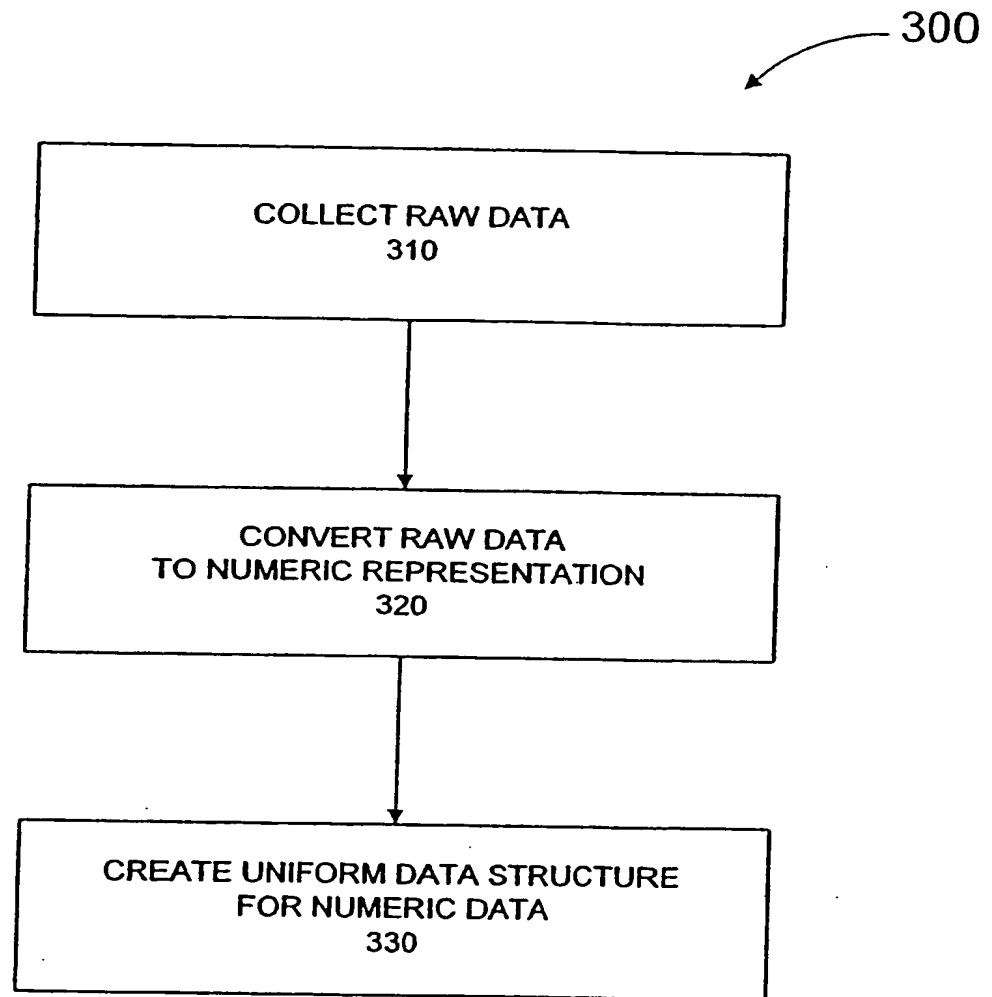 300
COLLECT RAW DATA
310
CONVERT RAW DATA
TO NUMERIC REPRESENTATION
320
CREATE UNIFORM DATA STRUCTURE
FOR NUMERIC DATA
330